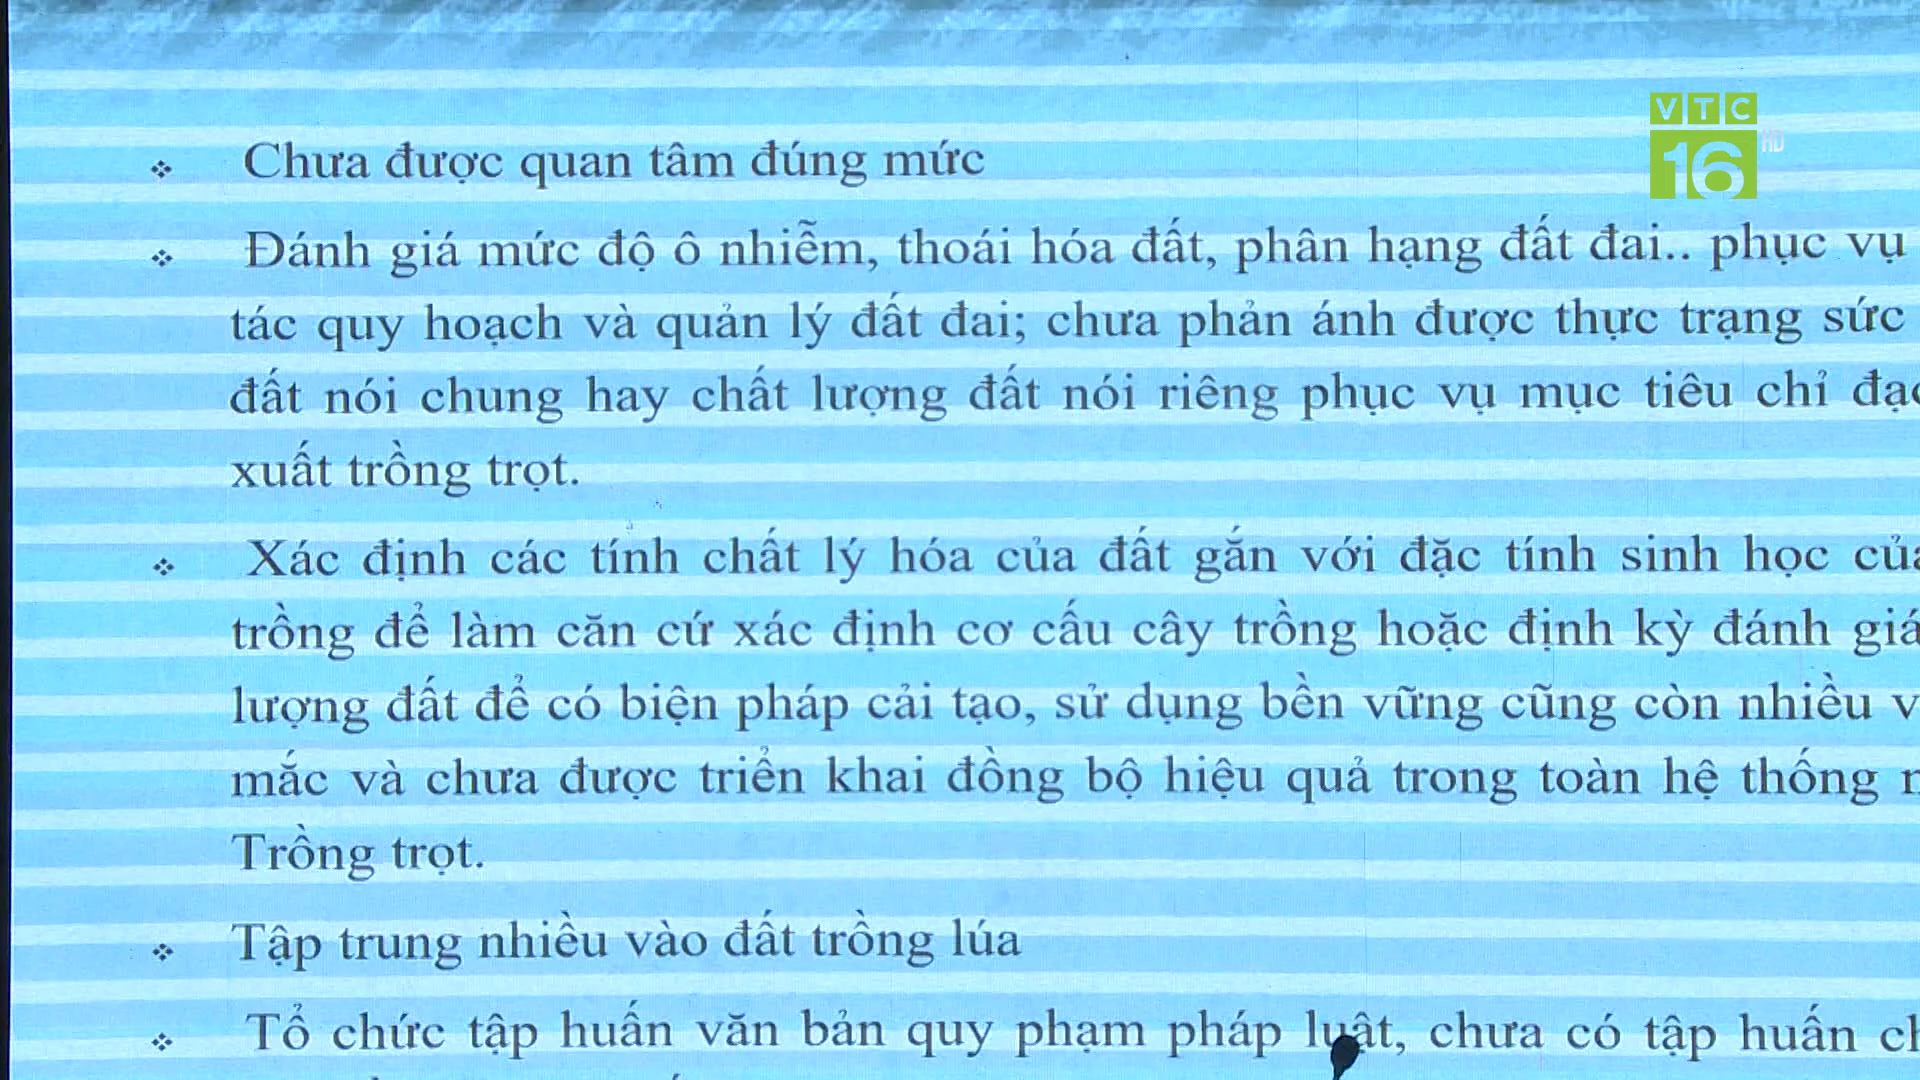 VTC
16 HD
Chưa được quan tâm đúng mức
Đánh giá mức độ ô nhiễm, thoái hóa đất, phân hạng đất đai.. phục vụ
tác quy hoạch và quản lý đất đai; chưa phản ánh được thực trạng sức
đất nói chung hay chất lượng đất nói riêng phục vụ mục tiêu chỉ
xuất trồng trọt.
Xác định các tính chất lý hóa của đất gắn với đặc tính sinh học
trồng để làm căn cứ xác định cơ cấu cây trồng hoặc định kỳ đánh giá
lượng đất để có biện pháp cải tạo, sử dụng bền vững cũng còn nhiều
mắc và chưa được triển khai đồng bộ hiệu quả trong toàn hệ thống
Trồng trọt.
Tập trung nhiều vào đất trồng lúa
Tổ chức tập huấn văn bản quy phạm pháp luật, chưa có tập huấn